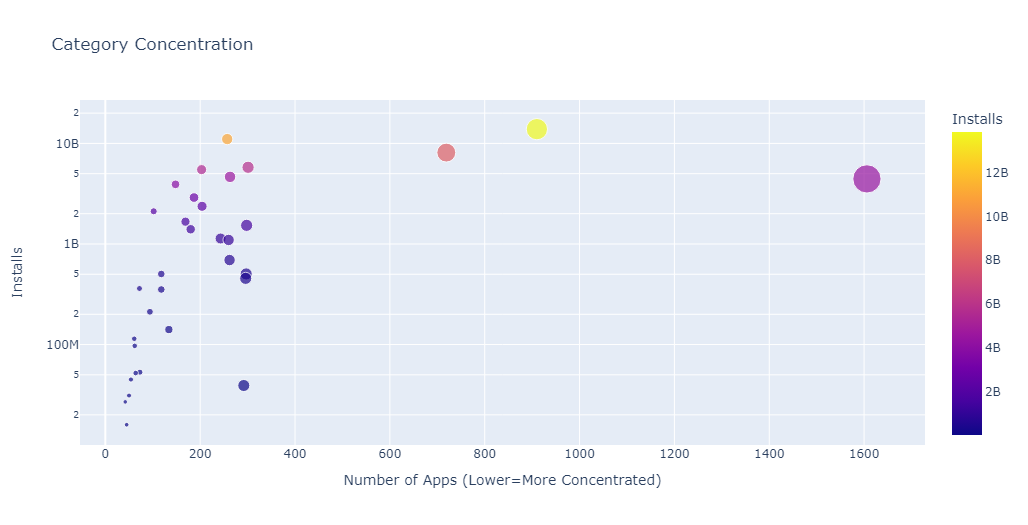 Category Concentration
Installs
2
10B
5
2
1B
5
2
100M
5
2
0
200
400
600
800
1000
1200
1400
1600
Number of Apps (Lower=More Concentrated)
Installs
12B
10B
8B
6B
4B
2B